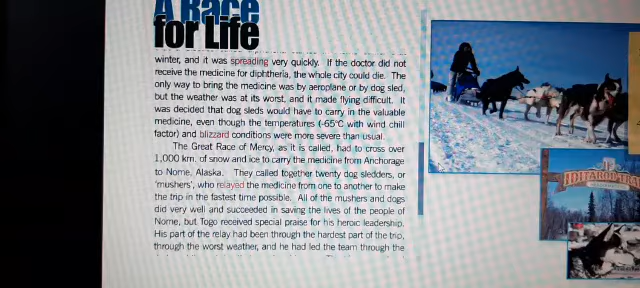 A Race
for Life
winter, and it was spreading very quickly. If the doctor did not
receive the medicine for diphtheria, the whole city could die. The
only way to bring the medicine was by aeroplane or by dog sled,
but the weather was at its worst, and it made flying difficult. It
was decided that dog sleds would have to carry in the valuable
medicine, even though the temperatures (-65°C with wind chill
factor) and blizzard conditions were more severe than usual.
The Great Race of Mercy, as it is called, had to cross over
1,000 km. of snow and ice to carry the medicine from Anchorage
to Nome, Alaska. They called together twenty dog sledders, or
'mushers', who relayed the medicine from one to another to make
the trip in the fastest time possible. All of the mushers and dogs
did very well and succeeded in saving the lives of the people of
Nome, but Togo received special praise for his heroic leadership.
His part of the relay had been through the hardest part of the trip,
through the worst weather, and he had led the team through the
IDITAROD TRA